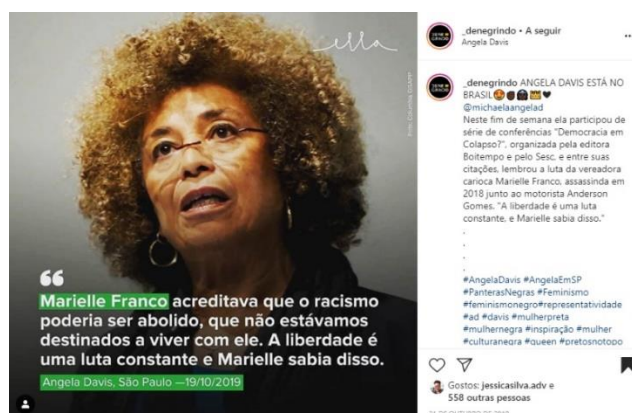 ella
“
Marielle Franco acreditava que o racismo
poderia ser abolido, que não estávamos
destinados a viver com ele. A liberdade é
uma luta constante e Marielle sabia disso.
Angela Davis, São Paulo —19/10/2019
_denegrindo • A seguir
Angela Davis
_denegrindo ANGELA DAVIS ESTÁ NO
BRASIL
@michaelaangelad
Neste fim de semana ela participou de
série de conferências "Democracia em
Colapso?", organizada pela editora
Boitempo e pelo Sesc, e entre suas
citações, lembrou a luta da vereadora
carioca Marielle Franco, assassinda em
2018 junto ao motorista Anderson
Gomes. "A liberdade é uma luta
constante, e Marielle sabia disso."
.
.
.
.
#AngelaDavis #AngelaEmSP
#PanterasNegras #Feminismo
#feminismonegro#representatividade
#ad #davis #mulherpreta
#mulhernegra #inspiração #mulher
#culturanegra #queen #pretosnotopo
Gostos: jessicasilva.adv e
558 outras pessoas